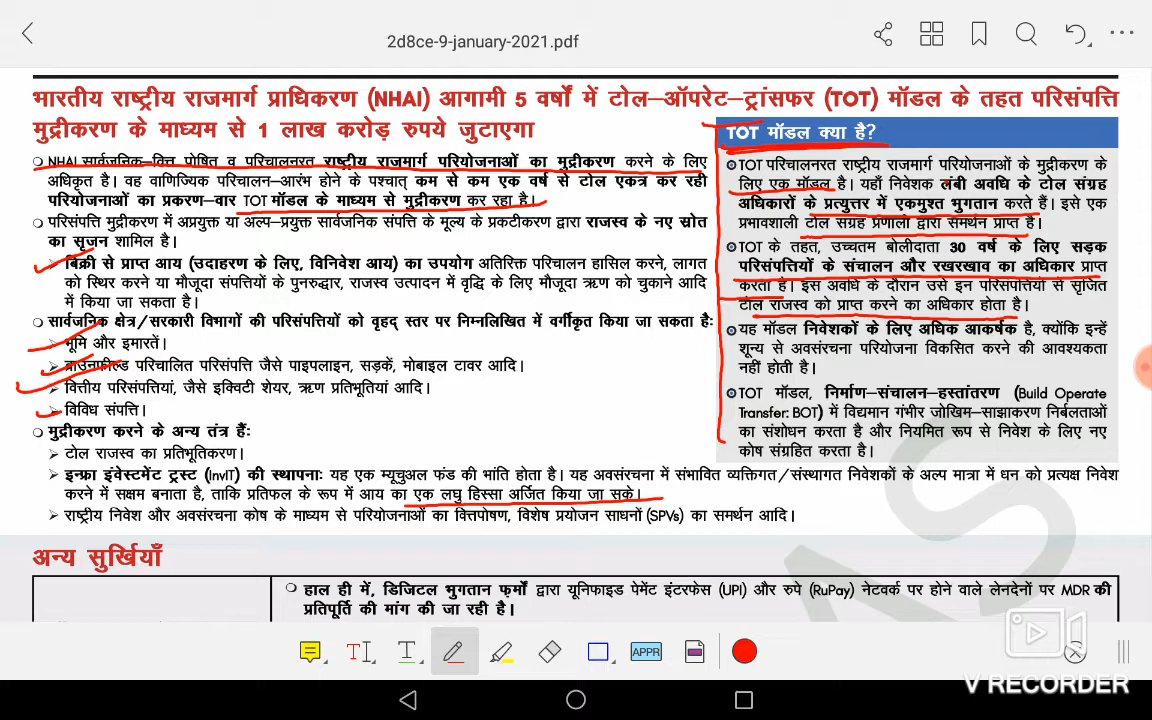 2d8ce-9-january-2021.pdf
भारतीय राष्ट्रीय राजमार्ग प्राधिकरण (NHAI) आगामी 5 वर्षों में टोल–ऑपरेट–ट्रांसफर (TOT) मॉडल के तहत परिसंपत्ति
मुद्रीकरण के माध्यम से 1 लाख करोड़ रुपये जुटाएगा
NHAI सार्वजनिक–वित्त पोषित व परिचालनरत राष्ट्रीय राजमार्ग परियोजनाओं का मुद्रीकरण करने के लिए
अधिकृत है। वह वाणिज्यिक परिचालन–आरंभ होने के पश्चात् कम से कम एक वर्ष से टोल एकत्र कर रही
परियोजनाओं का प्रकरण–वार TOT मॉडल के माध्यम से मुद्रीकरण कर रहा है।
परिसंपत्ति मुद्रीकरण में अप्रयुक्त या अल्प–प्रयुक्त सार्वजनिक संपत्ति के मूल्य के प्रकटीकरण द्वारा राजस्व के नए स्रोत
का सृजन शामिल है।
बिक्री से प्राप्त आय (उदाहरण के लिए, विनिवेश आय) का उपयोग अतिरिक्त परिचालन हासिल करने, लागत
को स्थिर करने या मौजूदा संपत्तियों के पुनरुद्धार, राजस्व उत्पादन में वृद्धि के लिए मौजूदा ऋण को चुकाने आदि
में किया जा सकता है।
सार्वजनिक क्षेत्र/सरकारी विभागों की परिसंपत्तियों को वृहद् स्तर पर निम्नलिखित में वर्गीकृत किया जा सकता है:
भूमि और इमारतें।
ब्राउनफील्ड परिचालित परिसंपत्ति जैसे पाइपलाइन, सड़कें, मोबाइल टावर आदि।
वित्तीय परिसंपत्तियां, जैसे इक्विटी शेयर, ऋण प्रतिभूतियां आदि।
विविध संपत्ति।
मुद्रीकरण करने के अन्य तंत्र हैं:
टोल राजस्व का प्रतिभूतिकरण।
TOT मॉडल क्या है?
TOT परिचालनरत राष्ट्रीय राजमार्ग परियोजनाओं के मुद्रीकरण के
लिए एक मॉडल है। यहाँ निवेशक लंबी अवधि के टोल संग्रह
अधिकारों के प्रत्युत्तर में एकमुश्त भुगतान करते हैं। इसे एक
प्रभावशाली टोल संग्रह प्रणाली द्वारा समर्थन प्राप्त है।
TOT के तहत, उच्चतम बोलीदाता 30 वर्ष के लिए सड़क
परिसंपत्तियों के संचालन और रखरखाव का अधिकार प्राप्त
करता है। इस अवधि के दौरान उसे इन परिसंपत्तियों से सृजित
टोल राजस्व को प्राप्त करने का अधिकार होता है।
यह मॉडल निवेशकों के लिए अधिक आकर्षक है, क्योंकि इन्हें
शून्य से अवसंरचना परियोजना विकसित करने की आवश्यकता
नहीं होती है।
TOT मॉडल, निर्माण–संचालन–हस्तांतरण (Build Operate
Transfer: BOT) में विद्यमान गंभीर जोखिम–साझाकरण निर्बलताओं
का संशोधन करता है और नियमित रूप से निवेश के लिए नए
कोष संग्रहित करता है।
इन्फ्रा इंवेस्टमेंट ट्रस्ट (InvIT) की स्थापना: यह एक म्यूचुअल फंड की भांति होता है। यह अवसंरचना में संभावित व्यक्तिगत/संस्थागत निवेशकों के अल्प मात्रा में धन को प्रत्यक्ष निवेश
करने में सक्षम बनाता है, ताकि प्रतिफल के रूप में आय का एक लघु हिस्सा अर्जित किया जा सके।
राष्ट्रीय निवेश और अवसंरचना कोष के माध्यम से परियोजनाओं का वित्तपोषण, विशेष प्रयोजन साधनों (SPVs) का समर्थन आदि।
अन्य सुर्खियाँ
हाल ही में, डिजिटल भुगतान फ़र्मों द्वारा यूनिफाइड पेमेंट इंटरफेस (UPI) और रुपे (RuPay) नेटवर्क पर होने वाले लेनदेनों पर MDR की
प्रतिपूर्ति की मांग की जा रही है।
TI T APPR
V RECORDER